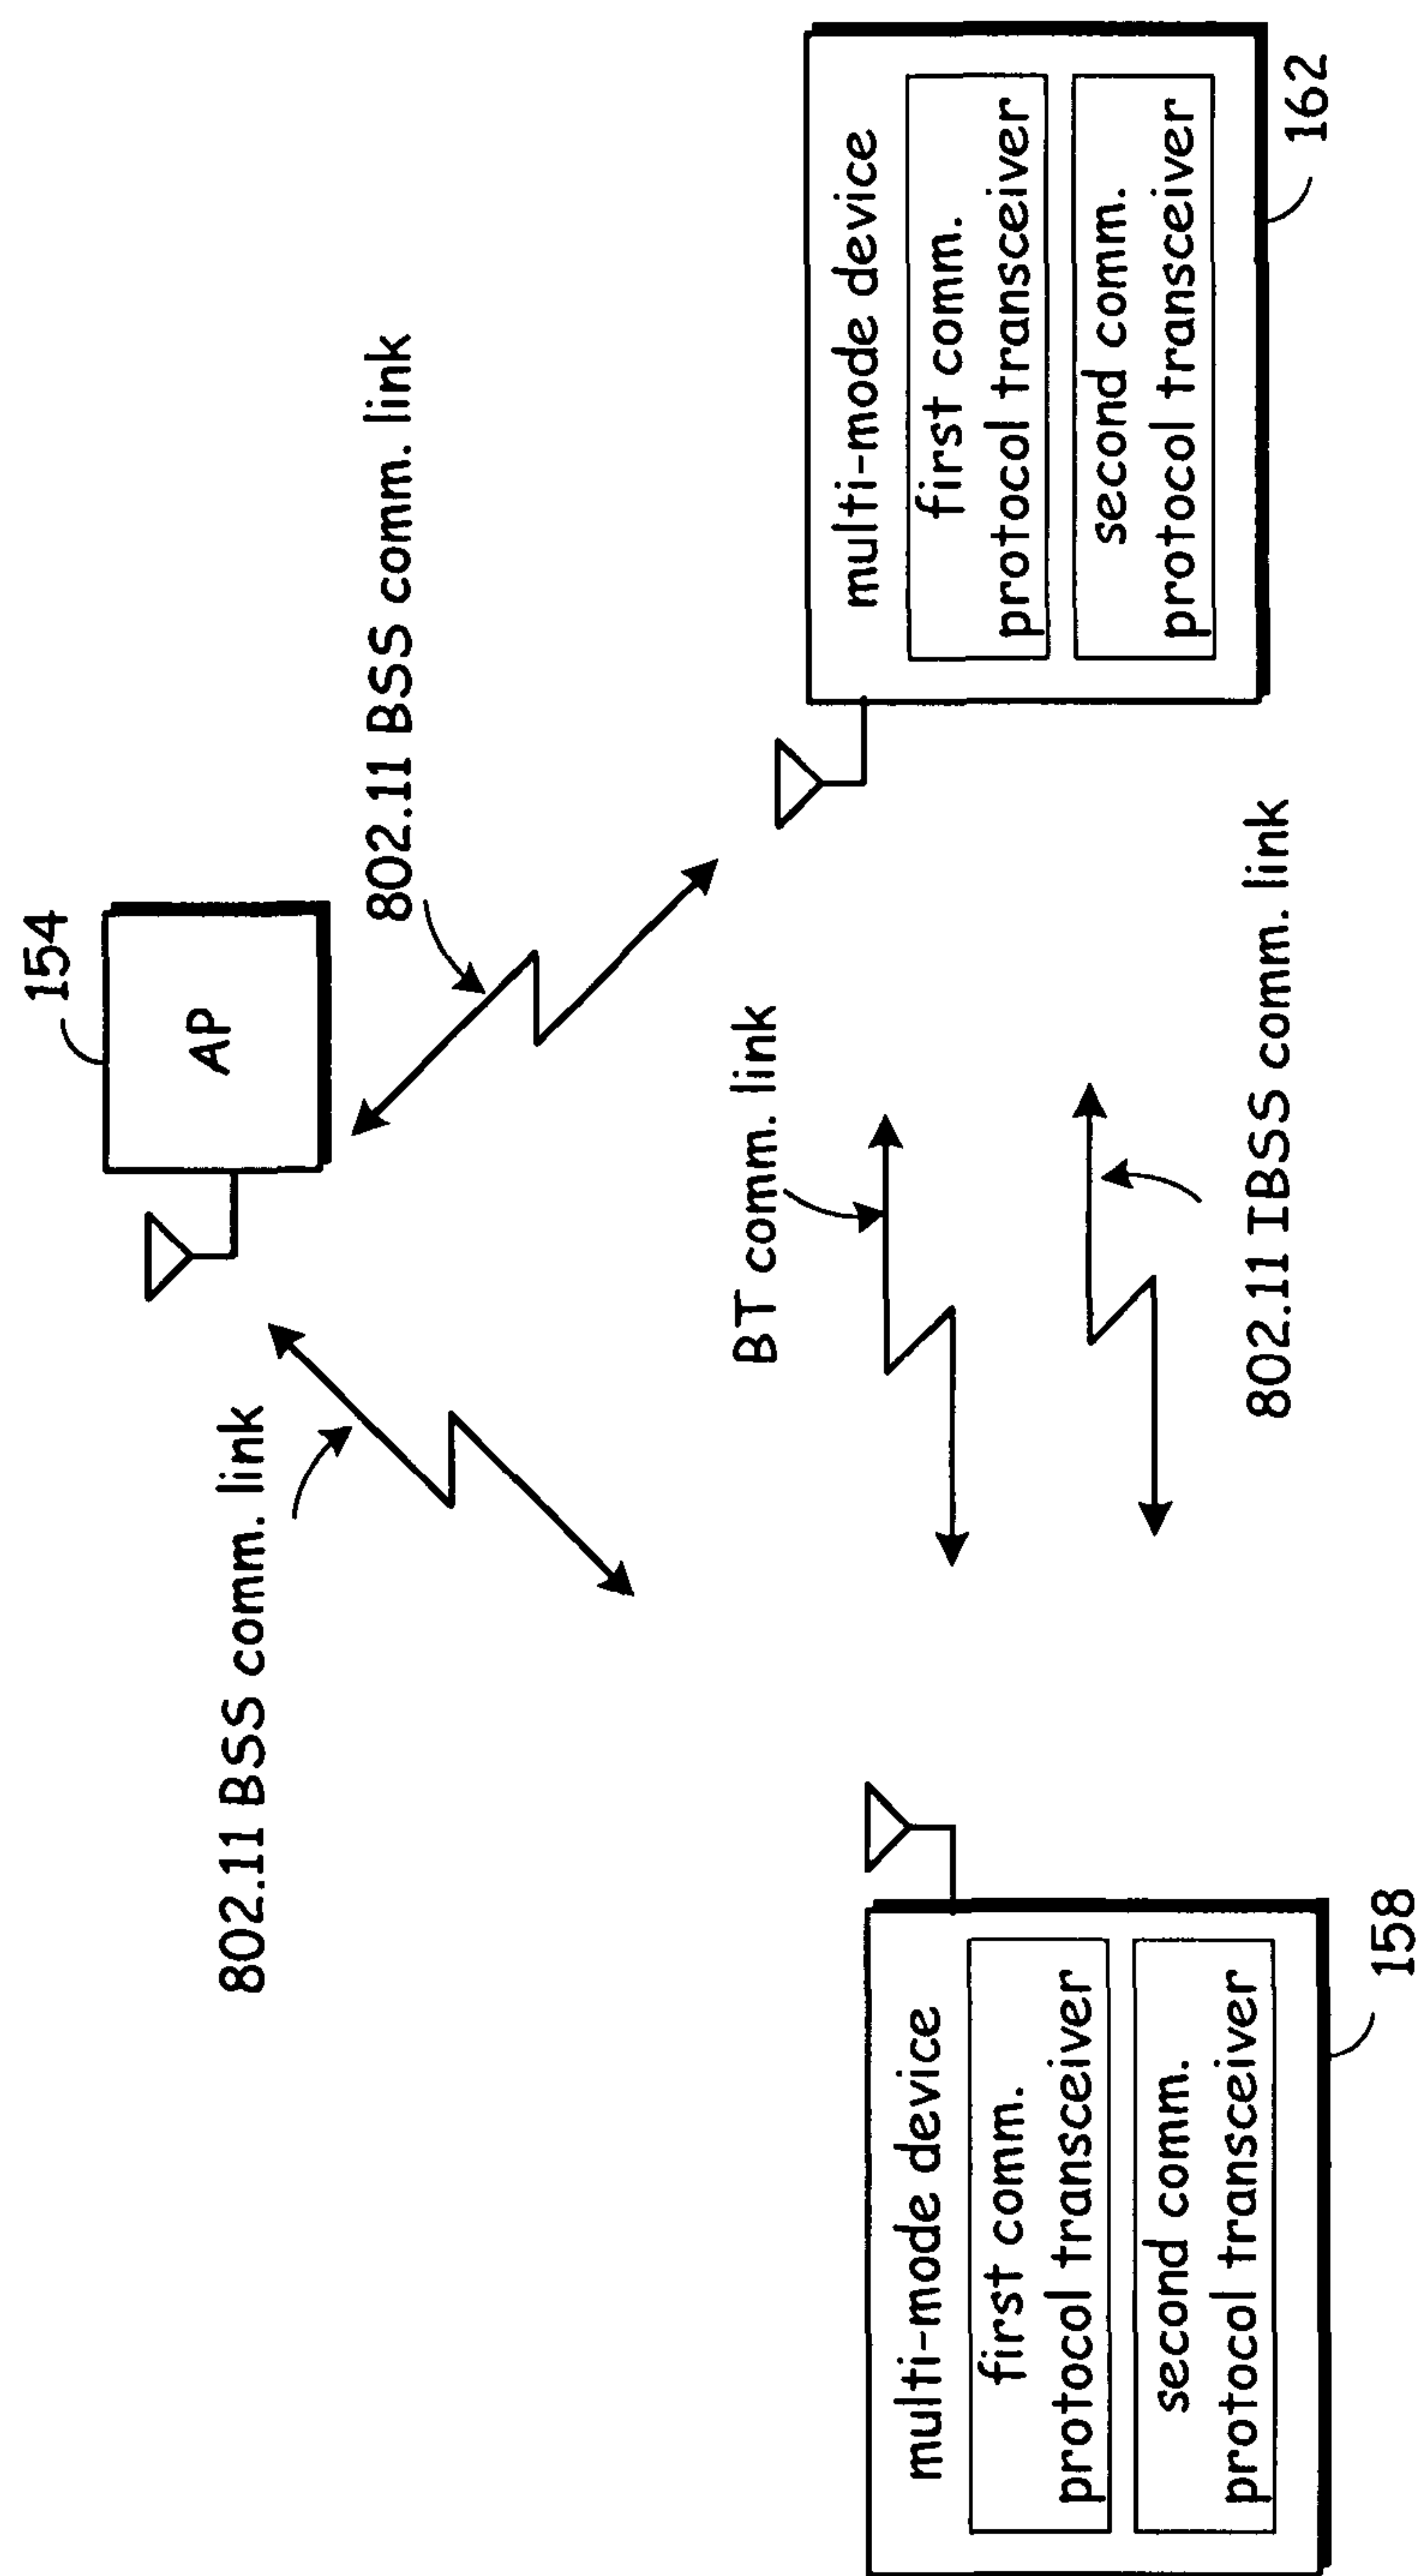 154
AP
802.11 BSS comm. link
802.11 BSS comm. link
BT comm. link
802.11 IBSS comm. link
multi-mode device
first comm.
protocol transceiver
second comm.
protocol transceiver
158
multi-mode device
first comm.
protocol transceiver
second comm.
protocol transceiver
162